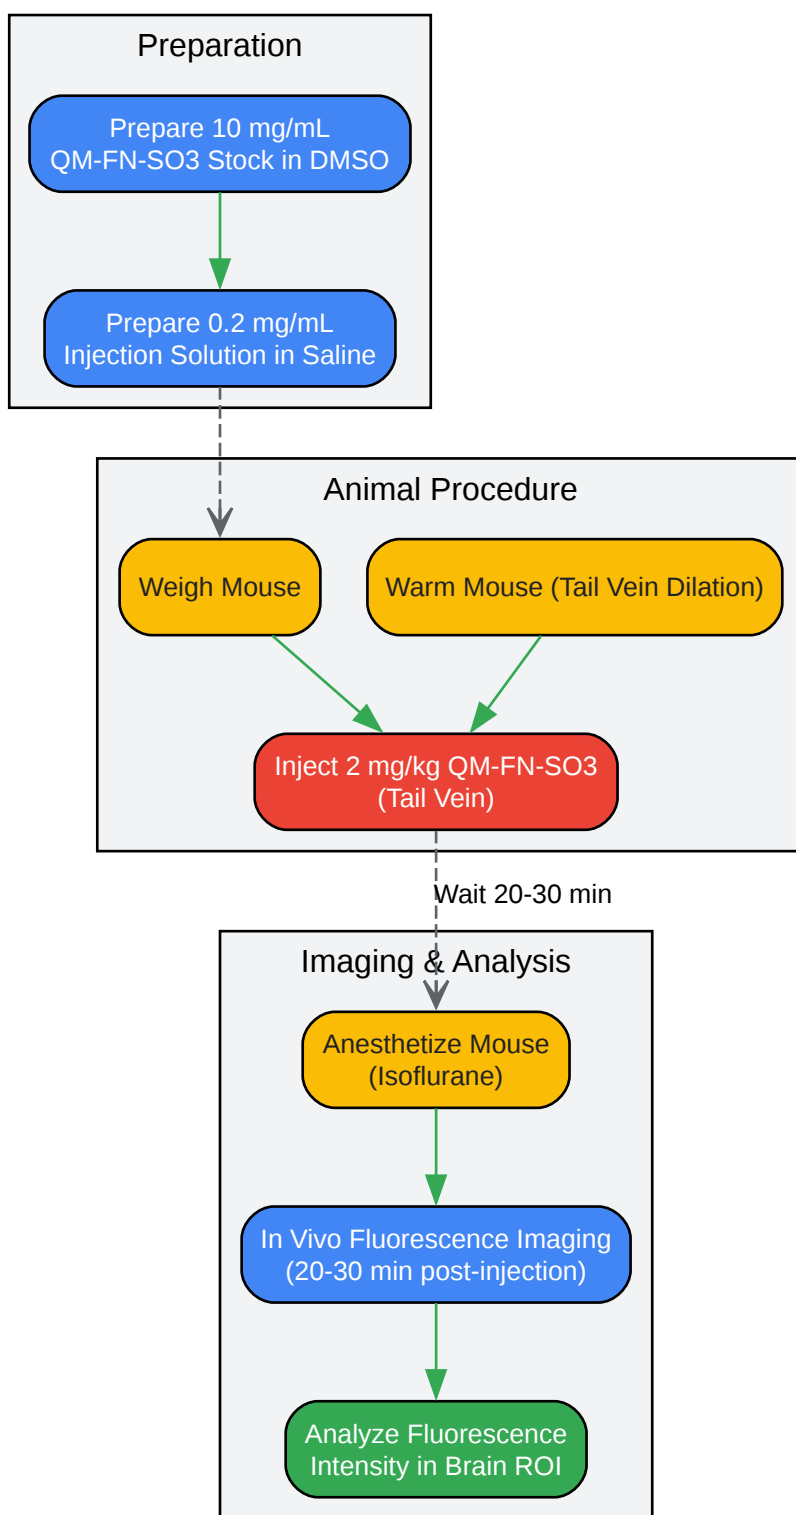 Preparation
Prepare 10 mg/mL
QM-FN-SO3 Stock in DMSO
Prepare 0.2 mg/mL
Injection Solution in Saline
Animal Procedure
Weigh Mouse
Warm Mouse (Tail Vein Dilation)
Inject 2 mg/kg QM-FN-SO3
(Tail Vein)
Wait 20-30 min
Imaging & Analysis
Anesthetize Mouse
(Isoflurane)
In Vivo Fluorescence Imaging
(20-30 min post-injection)
Analyze Fluorescence
Intensity in Brain ROI